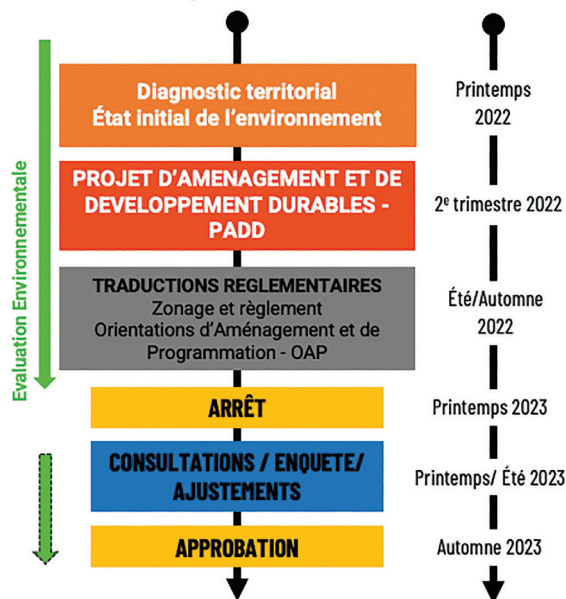 Evaluation Environnementale
Diagnostic territorial
État initial de l'environnement
Printemps
2022
PROJET D'AMENAGEMENT ET DE
DEVELOPPEMENT DURABLES -
PADD
2e trimestre 2022
TRADUCTIONS REGLEMENTAIRES
Zonage et règlement
Orientations d'Aménagement et de
Programmation - OAP
Été/Automne
2022
ARRÊT
Printemps 2023
CONSULTATIONS / ENQUETE/
AJUSTEMENTS
Printemps/ Été 2023
APPROBATION
Automne 2023